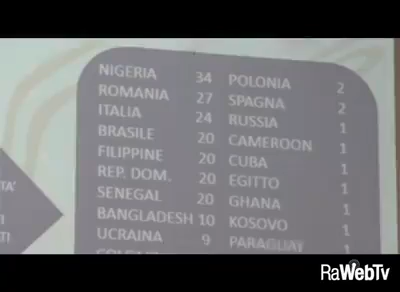 NIGERIA 34
ROMANIA 27
ITALIA 24
BRASILE 20
FILIPPINE 20
REP. DOM. 20
SENEGAL 20
BANGLADESH 10
UCRAINA 9
POLONIA 2
SPAGNA 2
RUSSIA 1
CAMEROON 1
CUBA 1
EGITTO 1
GHANA 1
KOSOVO 1
PARAGUAY 1
TA'
TI
RaWebTv